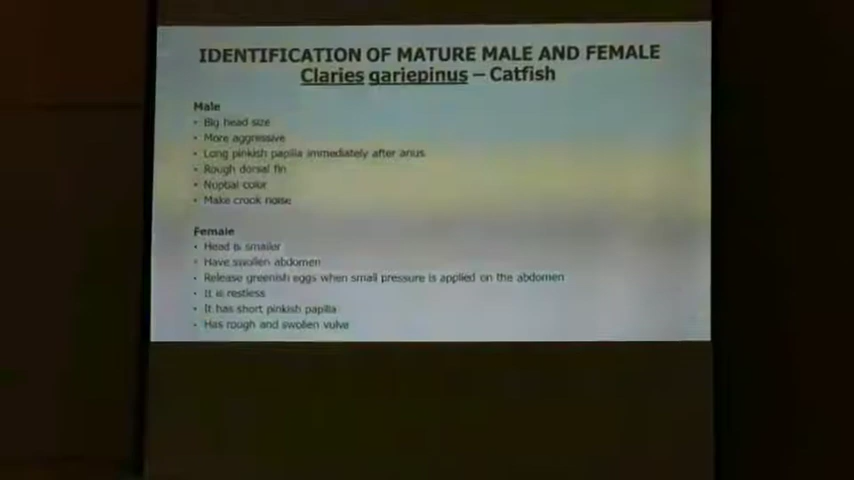 IDENTIFICATION OF MATURE MALE AND FEMALE
Claries gariepinus – Catfish
Male
• Big head size
• More aggressive
• Long pinkish papilla immediately after anus
• Rough dorsal fin
• Nuptial color
• Make crook noise
Female
• Head is smaller
• Have swollen abdomen
• Release greenish eggs when small pressure is applied on the abdomen
• It is restless
• It has short pinkish papilla
• Has rough and swollen vulva